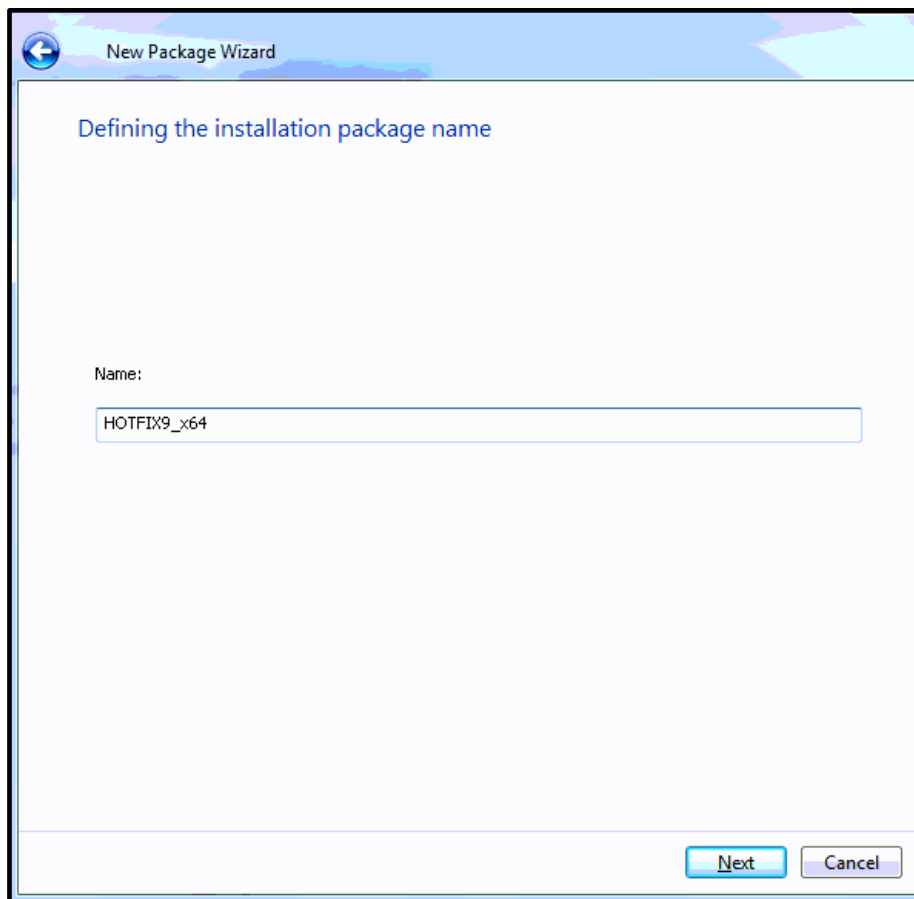 New Package Wizard
Defining the installation package name
Name:
HOTFIX9_x64
Next
Cancel